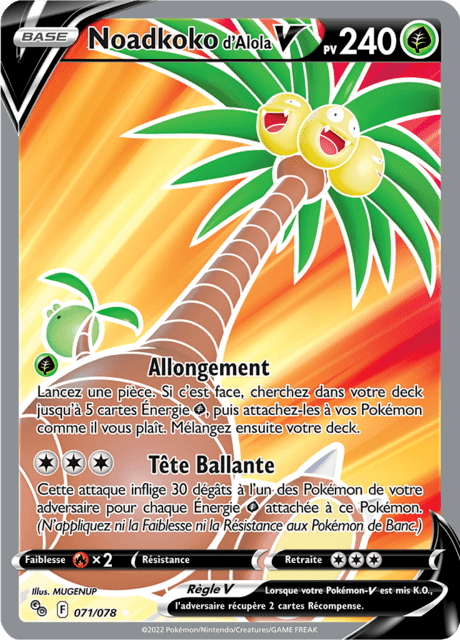 BASE Noadkoko d'Alola V PV 240
Allongement
Lancez une pièce. Si c'est face, cherchez dans votre deck
jusqu'à 5 cartes Énergie , puis attachez-les à vos Pokémon
comme il vous plaît. Mélangez ensuite votre deck.
Tête Ballante
Cette attaque inflige 30 dégâts à l'un des Pokémon de votre
adversaire pour chaque Énergie attachée à ce Pokémon.
(N'appliquez ni la Faiblesse ni la Résistance aux Pokémon de Banc.)
Faiblesse ×2 Résistance Retraite
Illus. MUGENUP
Règle V Lorsque votre Pokémon-V est mis K.O.,
l'adversaire récupère 2 cartes Récompense.
GO F 071/078
©2022 Pokémon/Nintendo/Creatures/GAME FREAK